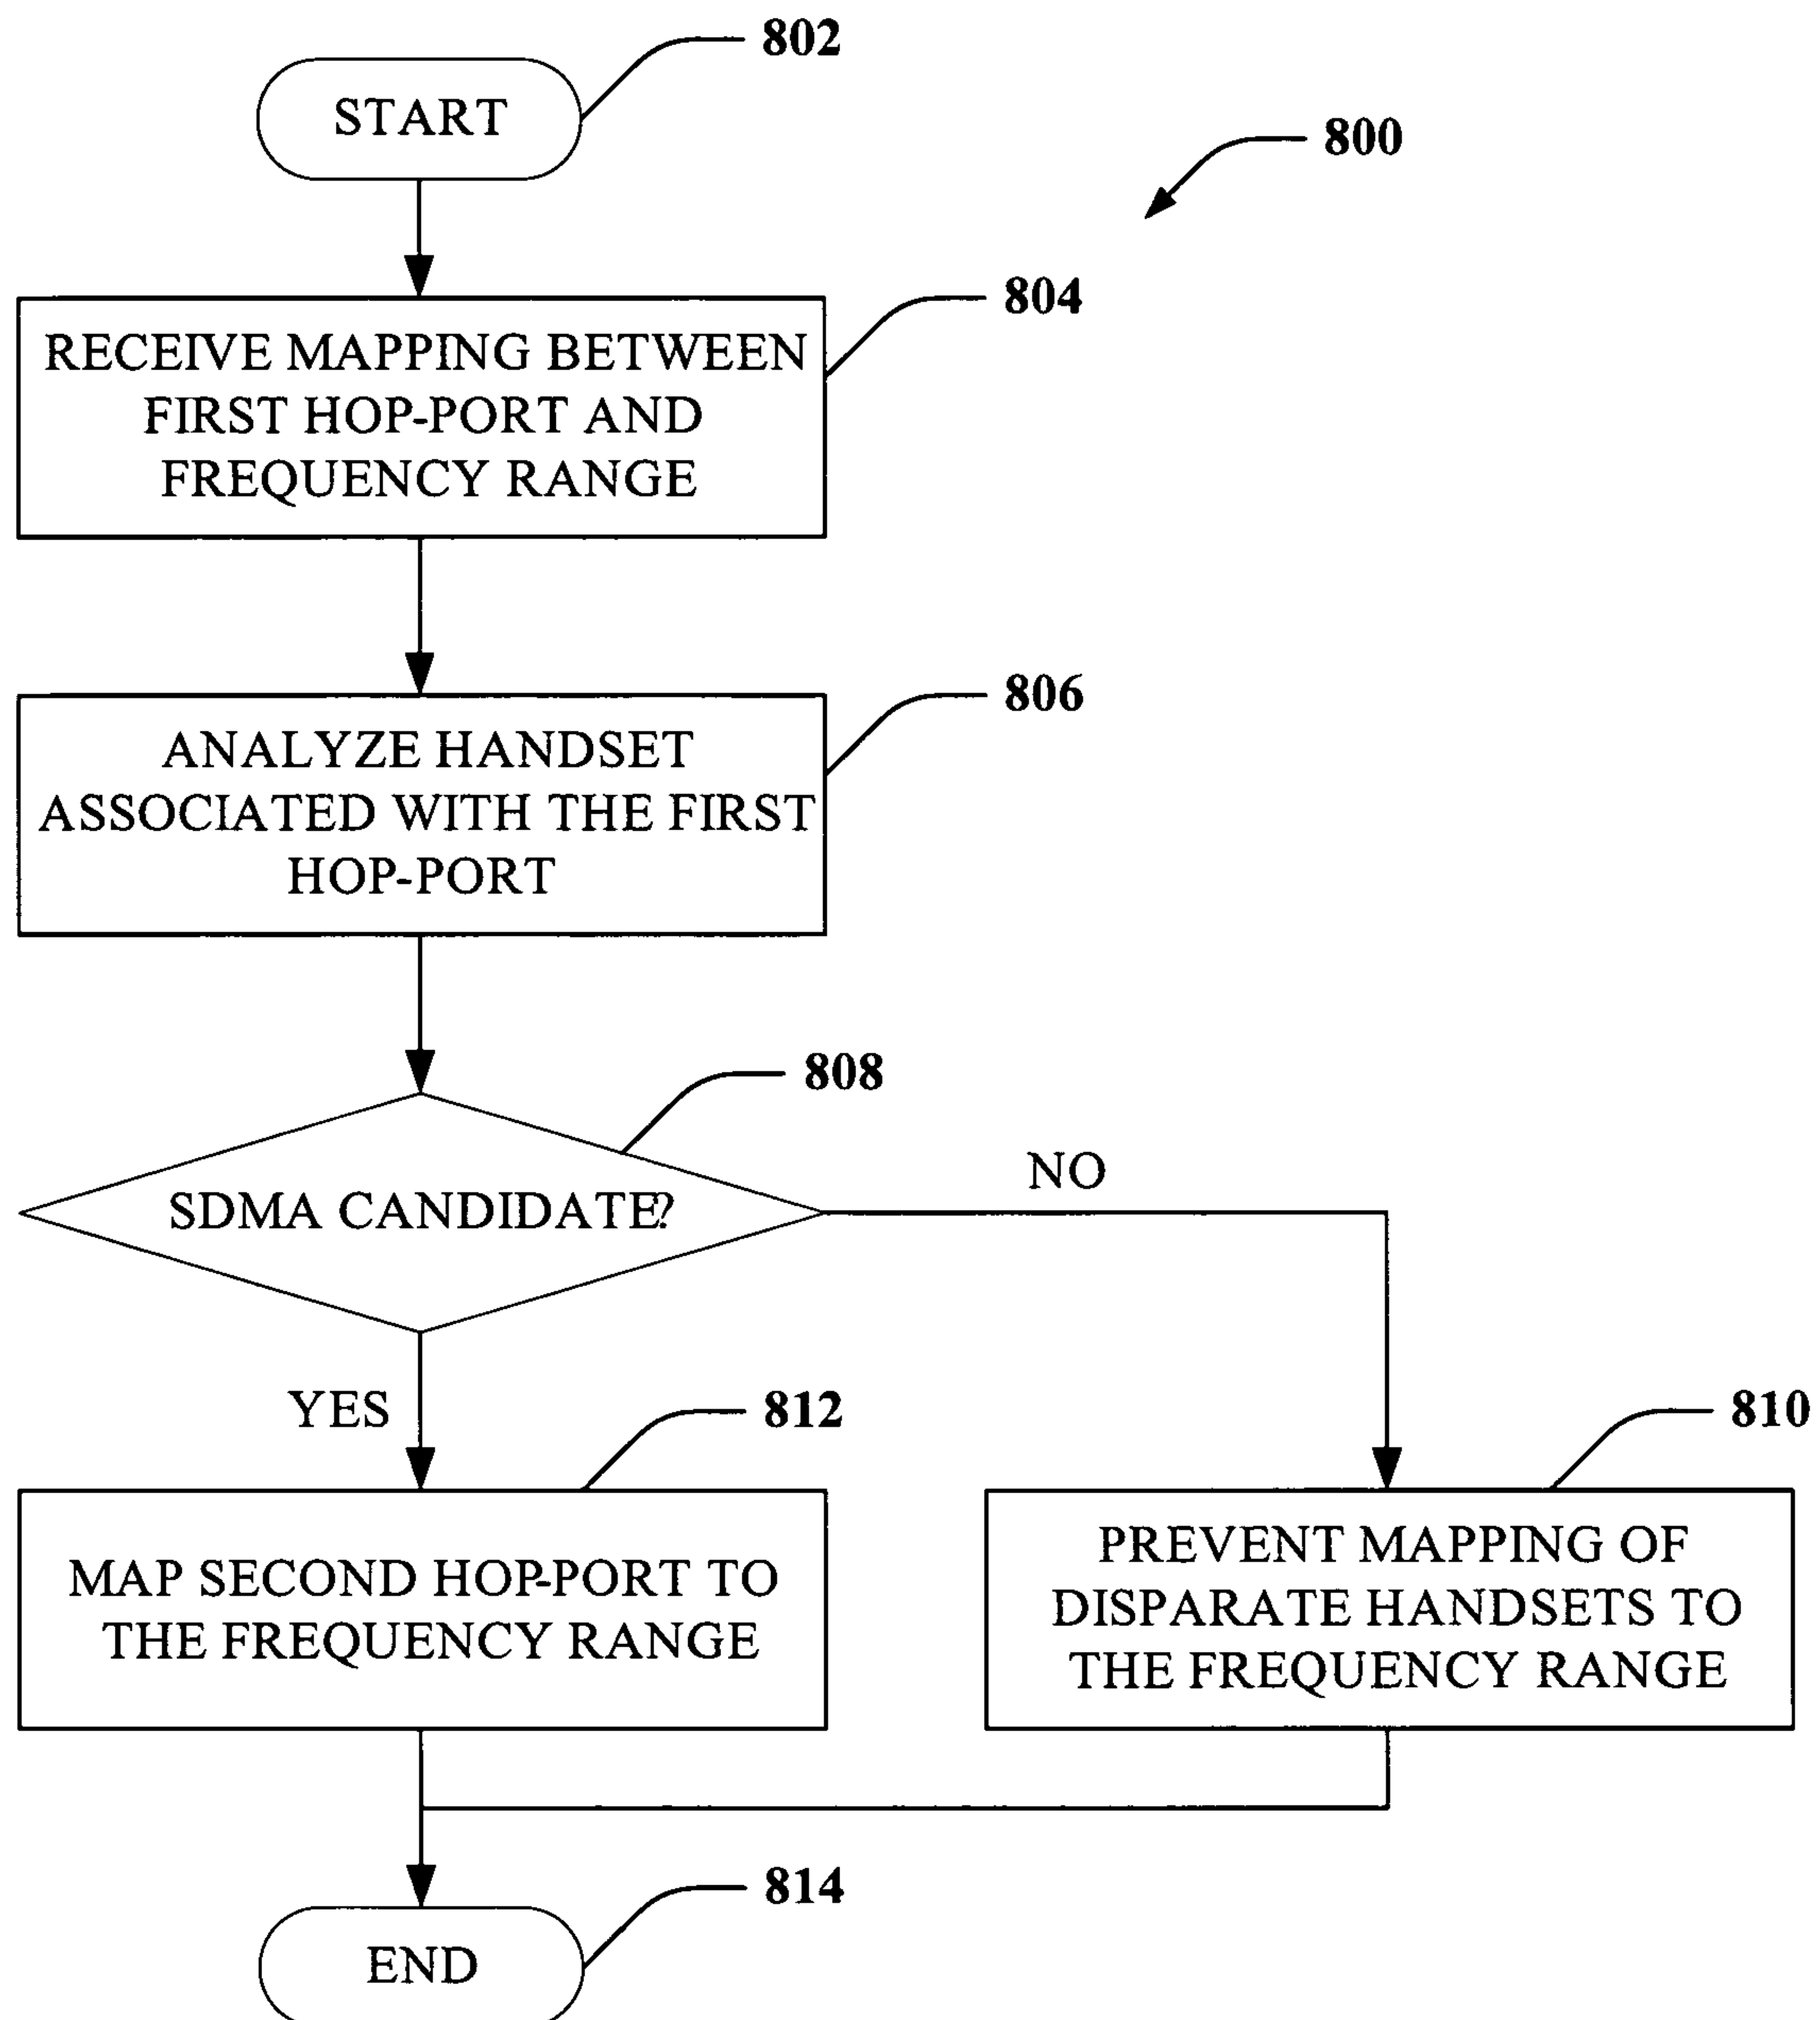 802
START
800
804
RECEIVE MAPPING BETWEEN
FIRST HOP-PORT AND
FREQUENCY RANGE
806
ANALYZE HANDSET
ASSOCIATED WITH THE FIRST
HOP-PORT
808
SDMA CANDIDATE?
NO
YES
812
810
MAP SECOND HOP-PORT TO
THE FREQUENCY RANGE
PREVENT MAPPING OF
DISPARATE HANDSETS TO
THE FREQUENCY RANGE
814
END